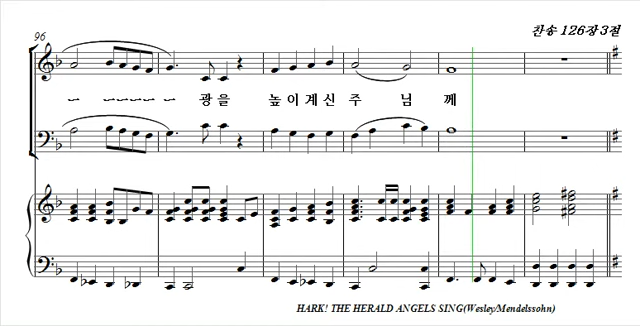 찬송 126장 3절
96
광을 높이계신 주 님 께
HARK! THE HERALD ANGELS SING(Wesley/Mendelssohn)